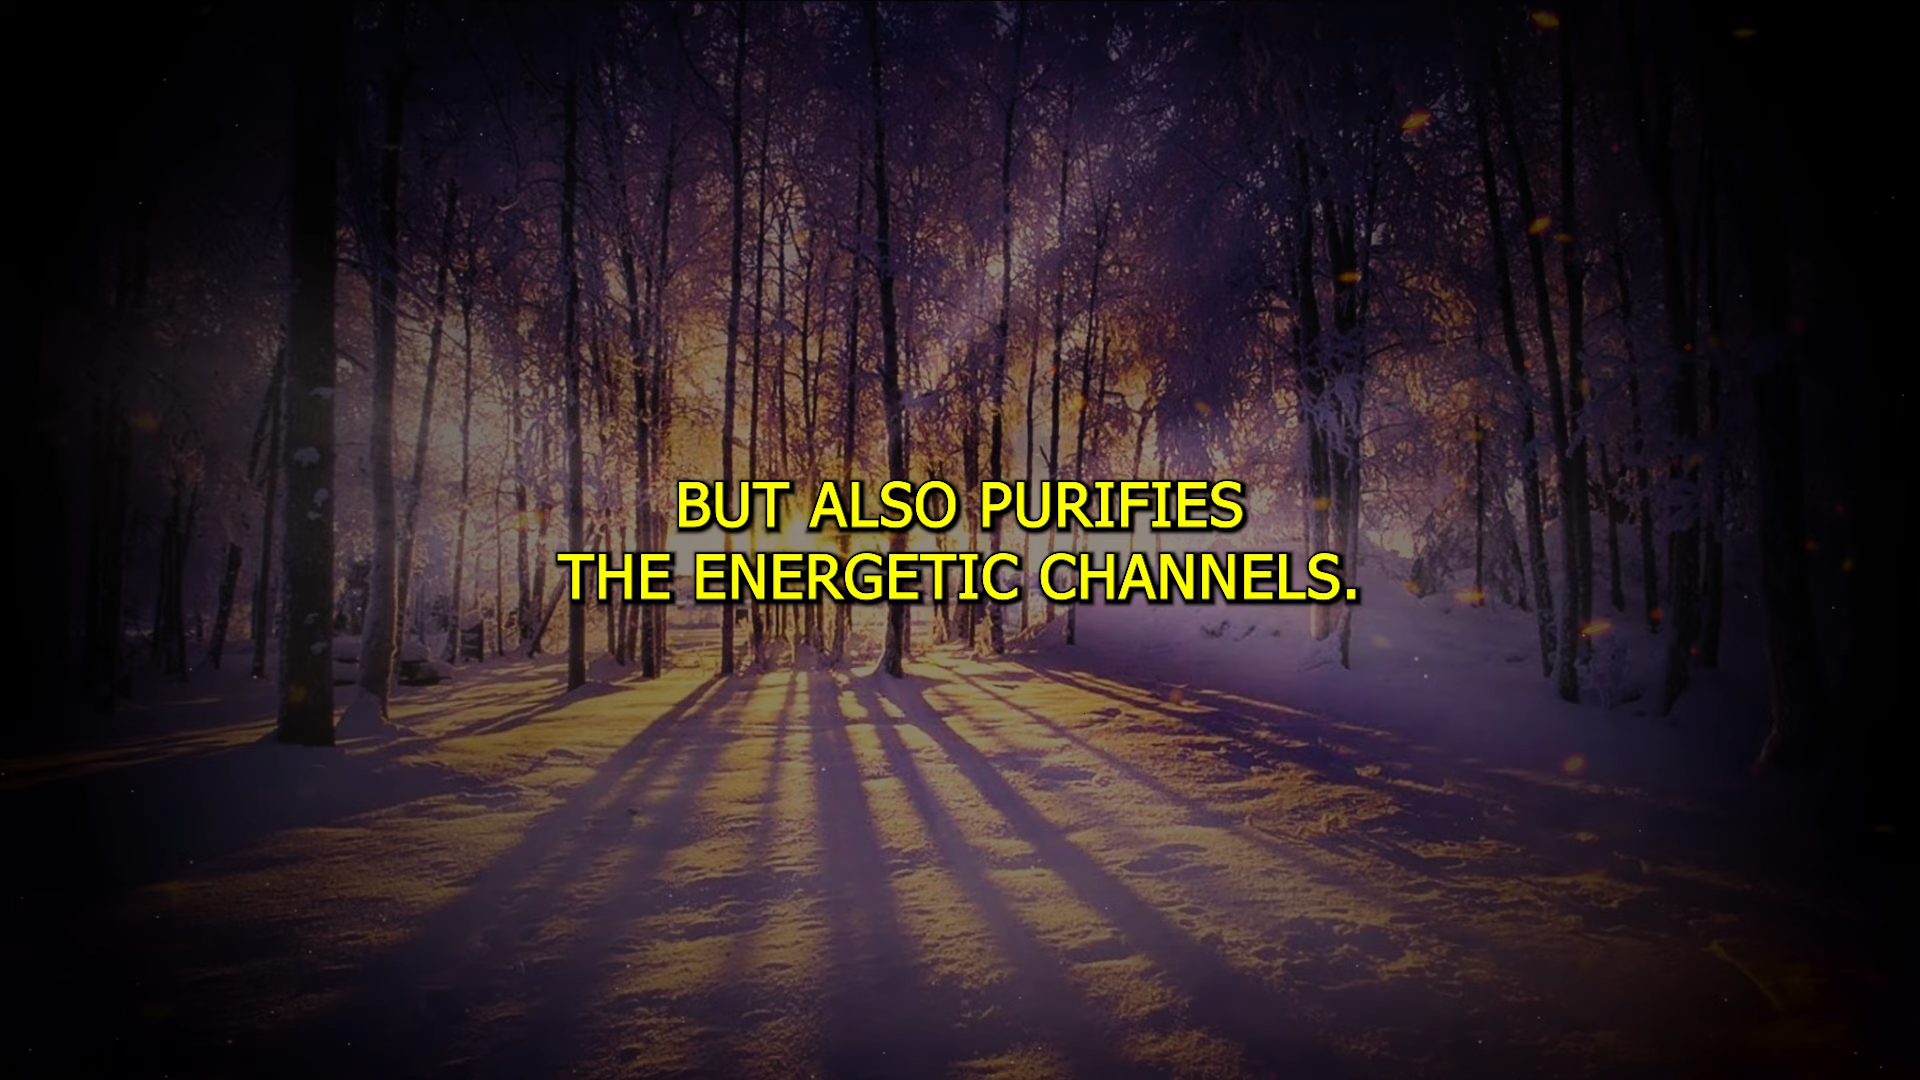 BUT ALSO PURIFIES
THE ENERGETIC CHANNELS.